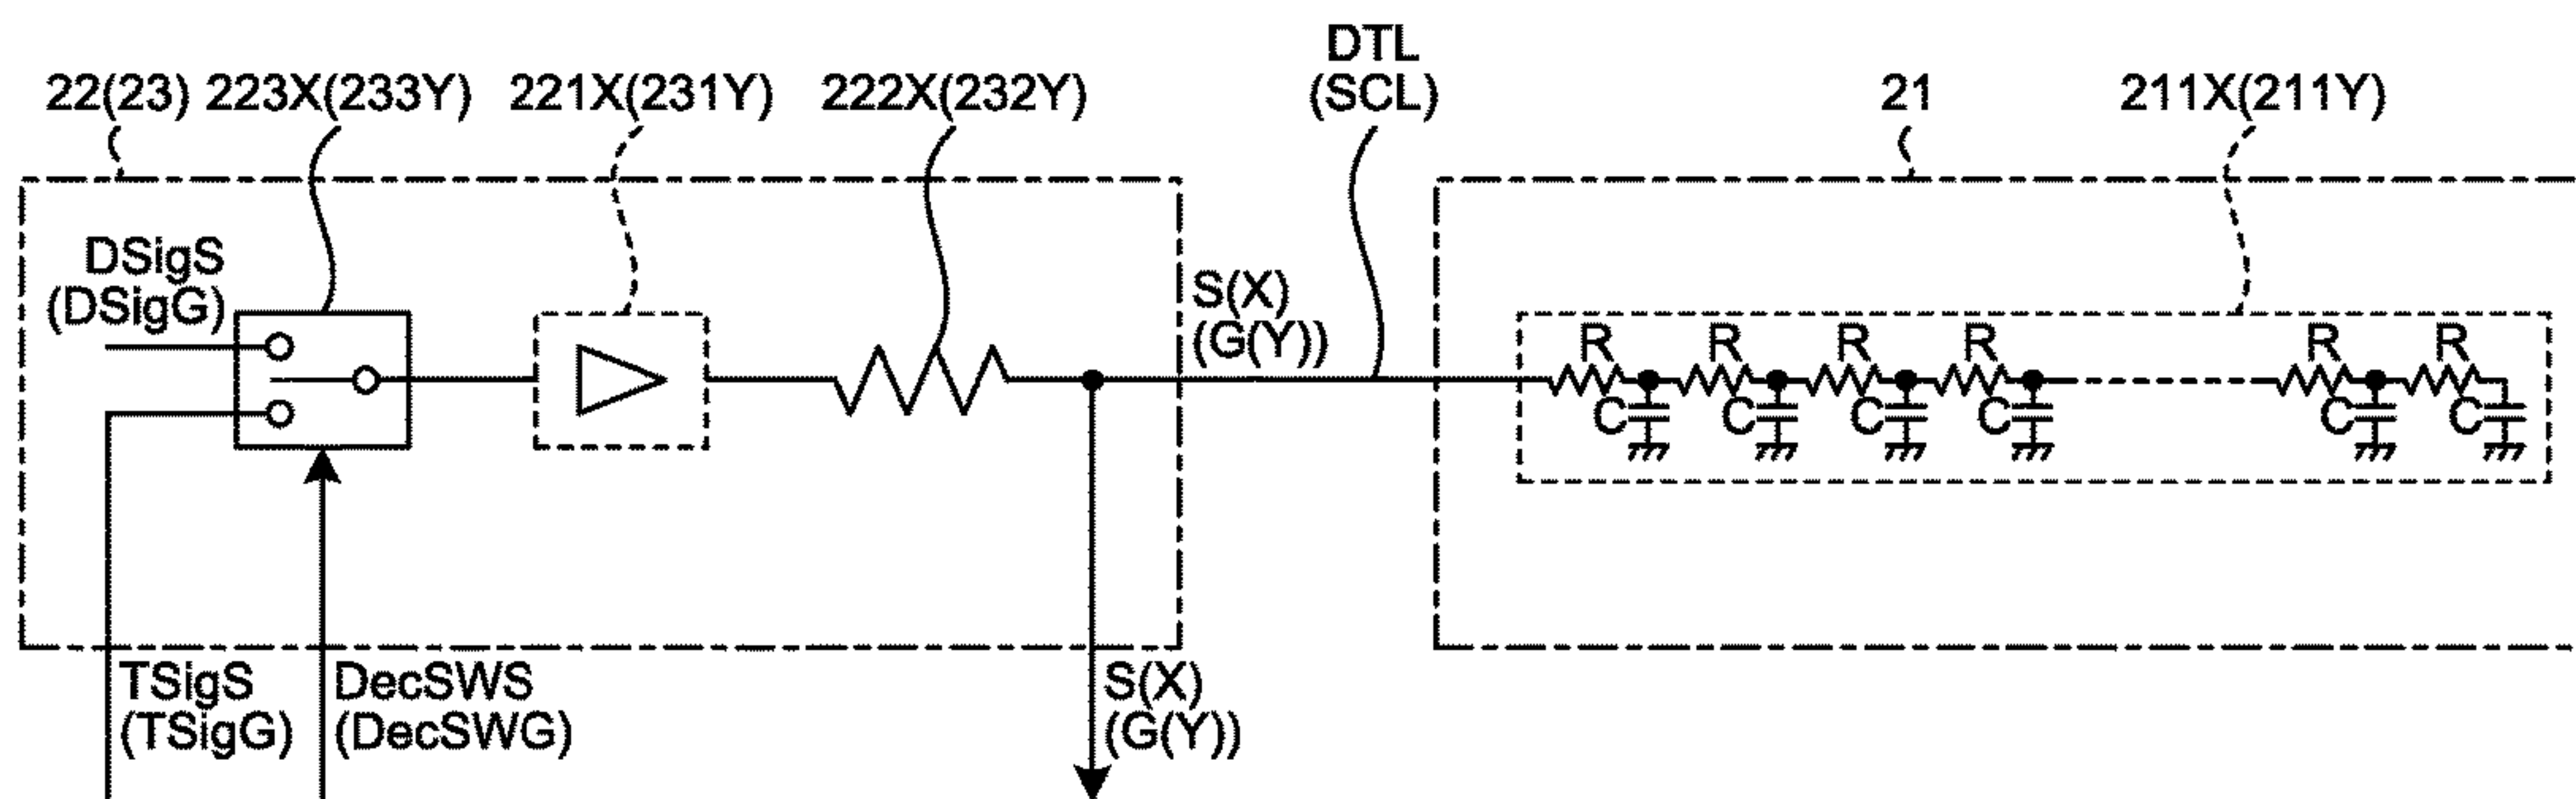 DTL
22(23) 223X(233Y) 221X(231Y) 222X(232Y) (SCL) 21 211X(211Y)
DSigS
(DSigG)
S(X)
(G(Y))
R R R R R R
C C C C C C
TSigS DecSWS S(X)
(TSigG) (DecSWG) (G(Y))